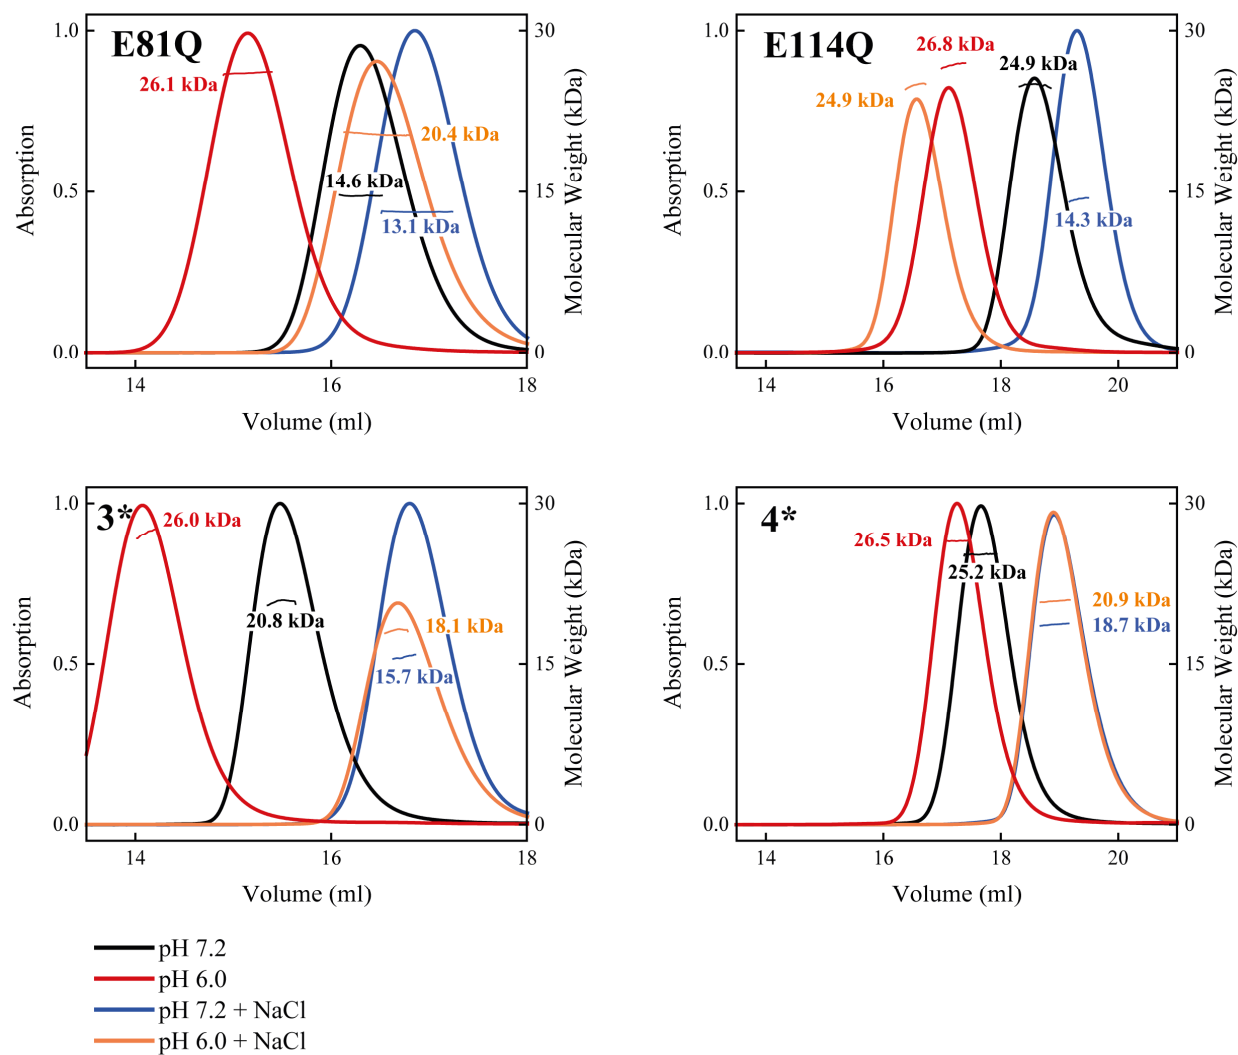 E81Q
1.0
0.5
0.0
30
15
0
26.1 kDa
20.4 kDa
14.6 kDa
13.1 kDa
14 16 18
Absorption
Volume (ml)
Molecular Weight (kDa)
E114Q
1.0
0.5
0.0
30
15
0
26.8 kDa
24.9 kDa
24.9 kDa
14.3 kDa
14 16 18 20
Absorption
Volume (ml)
Molecular Weight (kDa)
3*
1.0
0.5
0.0
30
15
0
26.0 kDa
20.8 kDa
18.1 kDa
15.7 kDa
14 16 18
Absorption
Volume (ml)
Molecular Weight (kDa)
4*
1.0
0.5
0.0
30
15
0
26.5 kDa
25.2 kDa
20.9 kDa
18.7 kDa
14 16 18 20
Absorption
Volume (ml)
Molecular Weight (kDa)
pH 7.2
pH 6.0
pH 7.2 + NaCl
pH 6.0 + NaCl